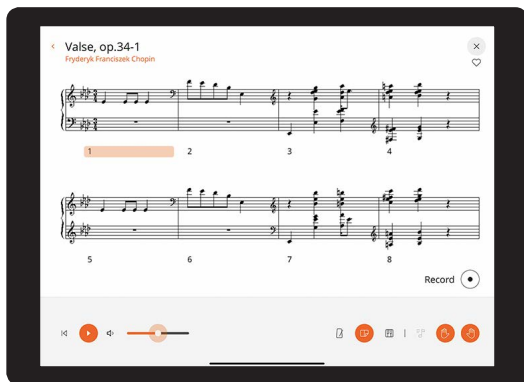 Valse, op.34-1
Fryderyk Franciszek Chopin
1 2 3 4
5 6 7 8
Record